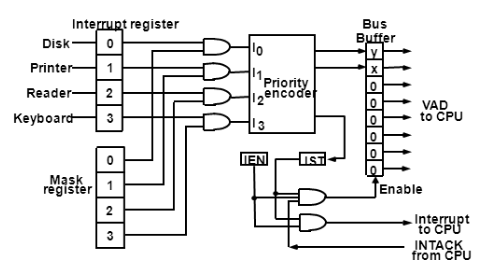 Interrupt register
Bus
Buffer
Disk
0
I0
y
Printer
1
I1
x
Priority
encoder
Reader
2
I2
0
0
VAD
to CPU
Keyboard
3
I3
0
0
0
0
Mask
register
0
1
2
3
IEN
IST
Enable
Interrupt
to CPU
INTACK
from CPU